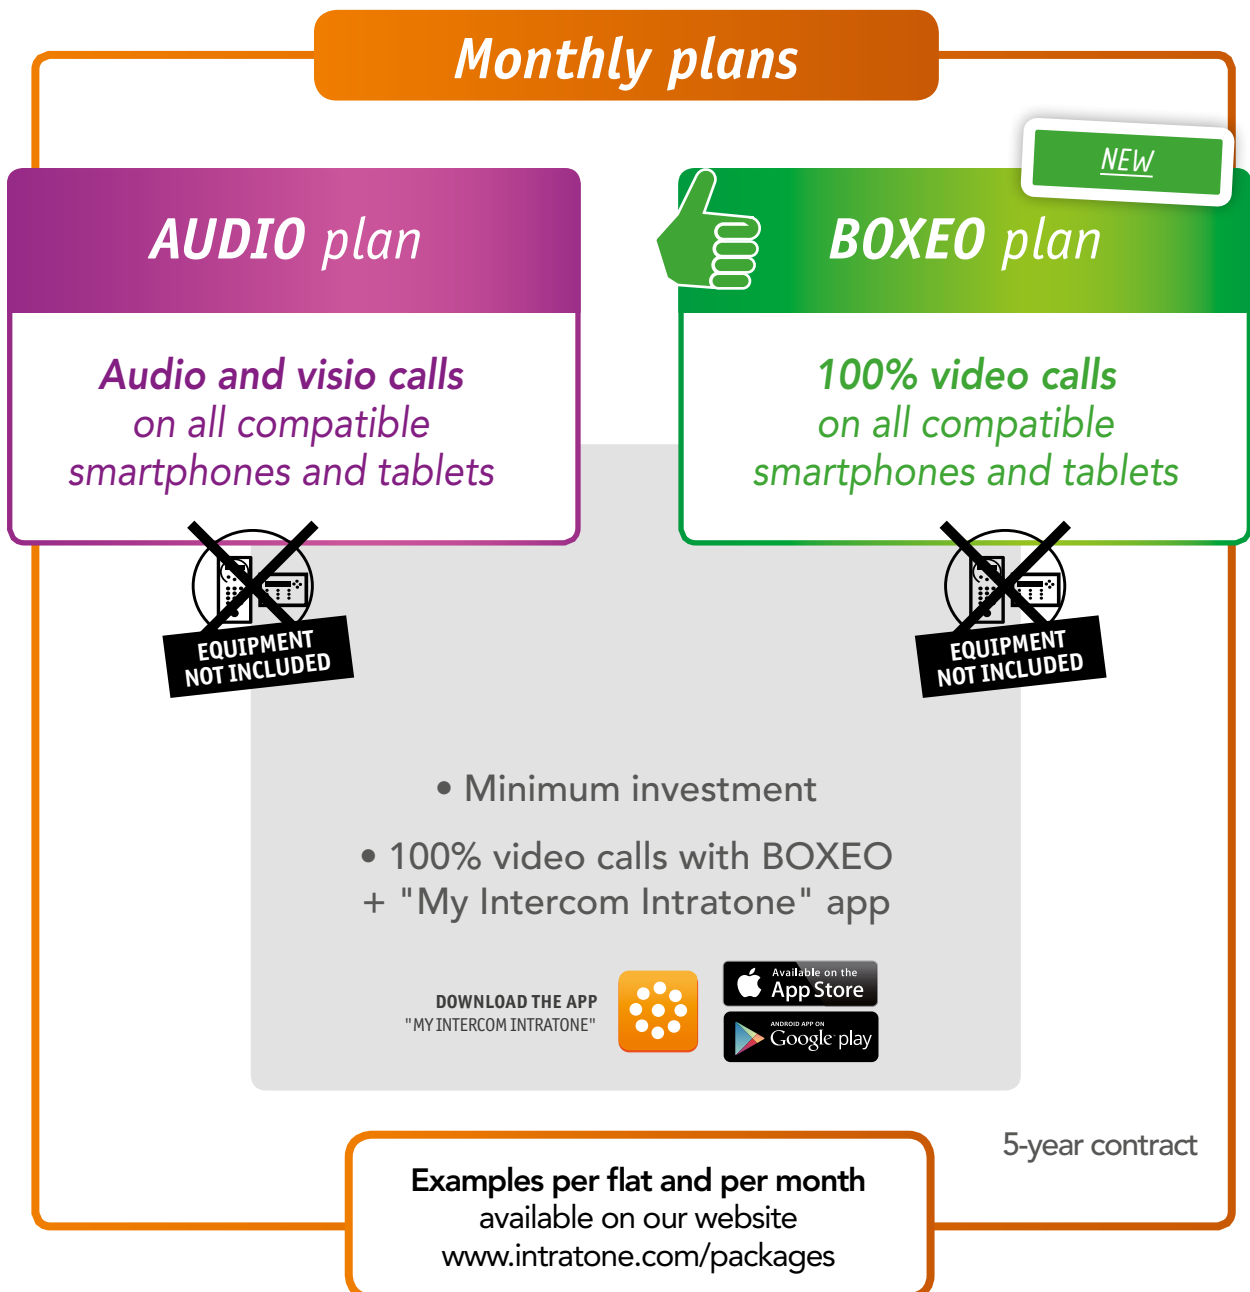 Monthly plans
NEW
AUDIO plan
Audio and visio calls
on all compatible
smartphones and tablets
EQUIPMENT
NOT INCLUDED
BOXEO plan
100% video calls
on all compatible
smartphones and tablets
EQUIPMENT
NOT INCLUDED
• Minimum investment
• 100% video calls with BOXEO
+ "My Intercom Intratone" app
DOWNLOAD THE APP
"MY INTERCOM INTRATONE"
Available on the
App Store
ANDROID APP ON
Google play
5-year contract
Examples per flat and per month
available on our website
www.intratone.com/packages